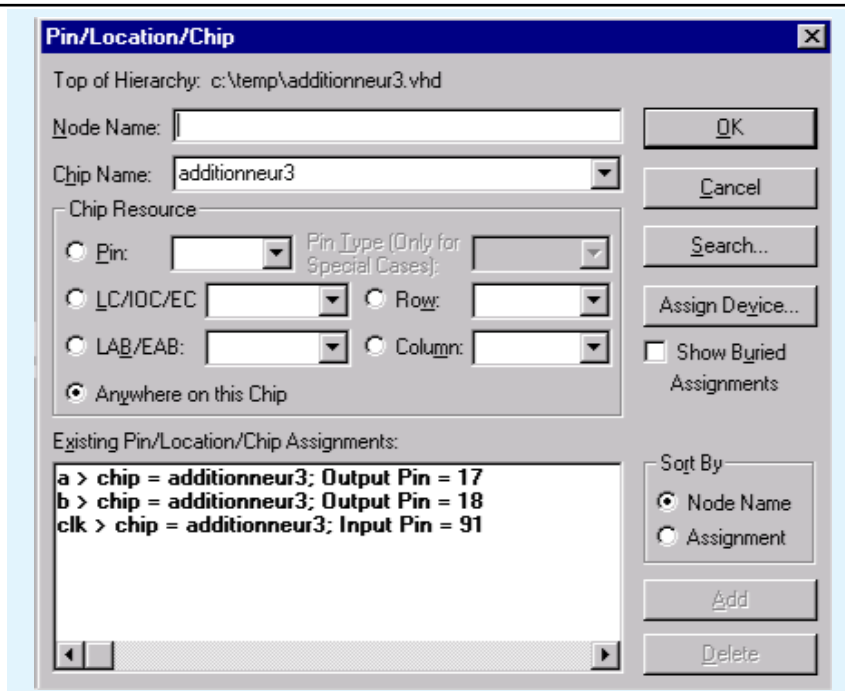 Pin/Location/Chip
Top of Hierarchy: c:\temp\additionneur3.vhd
Node Name:
OK
Chip Name: additionneur3
Cancel
Chip Resource
Pin:
Pin Type (Only for
Special Cases):
Search...
LC/IOC/EC
Row:
Assign Device...
LAB/EAB:
Column:
Show Buried
Assignments
Anywhere on this Chip
Existing Pin/Location/Chip Assignments:
a > chip = additionneur3; Output Pin = 17
b > chip = additionneur3; Output Pin = 18
clk > chip = additionneur3; Input Pin = 91
Sort By
Node Name
Assignment
Add
Delete